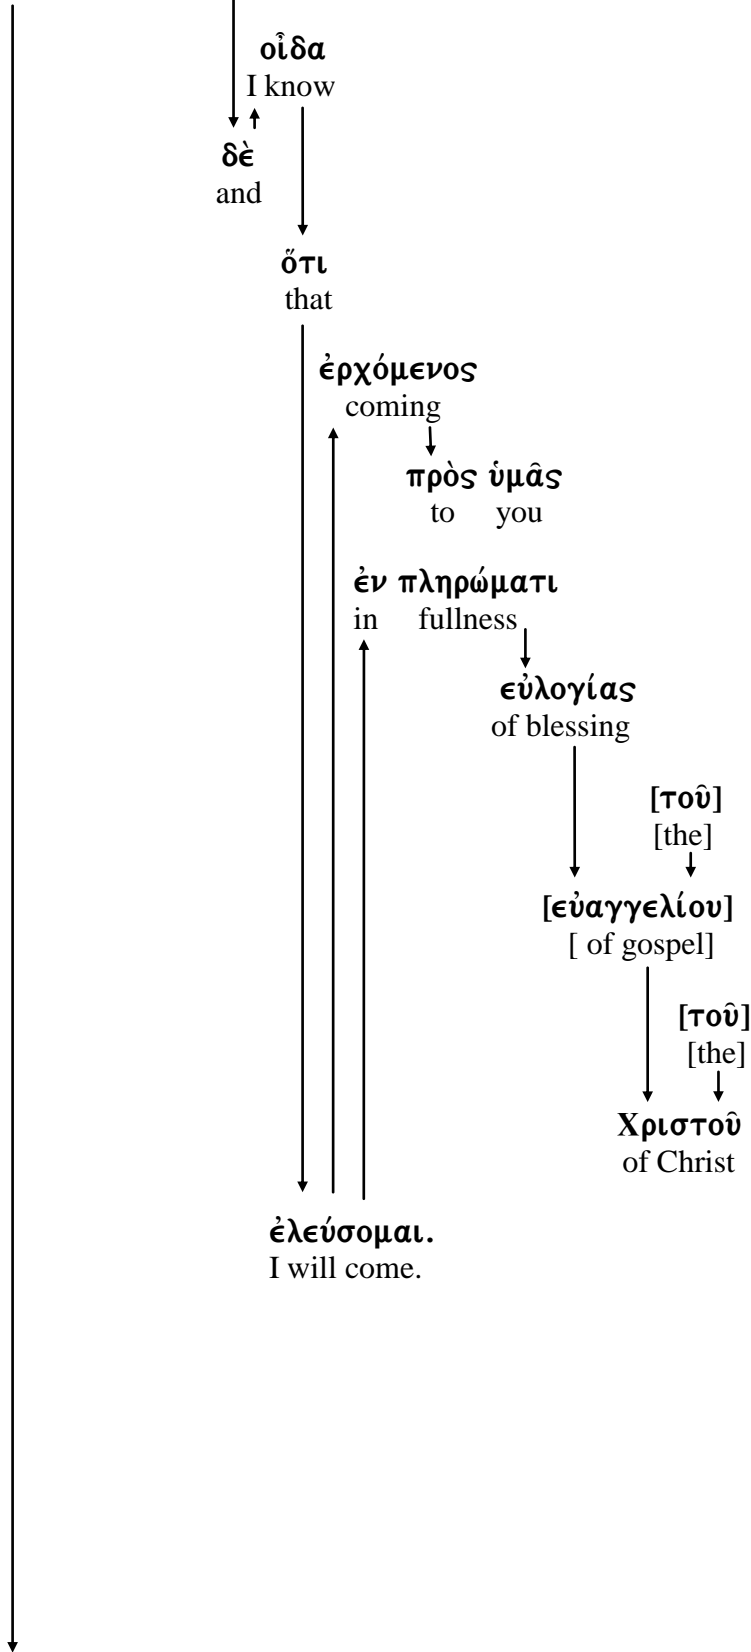 οἶδα
I know
δὲ
and
ὅτι
that
ἐρχόμενος
coming
πρὸς ὑμᾶς
to you
ἐν πληρώματι
in fullness
εὐλογίας
of blessing
[τοῦ]
[the]
[εὐαγγελίου]
[ of gospel]
[τοῦ]
[the]
Χριστοῦ
of Christ
ἐλεύσομαι.
I will come.